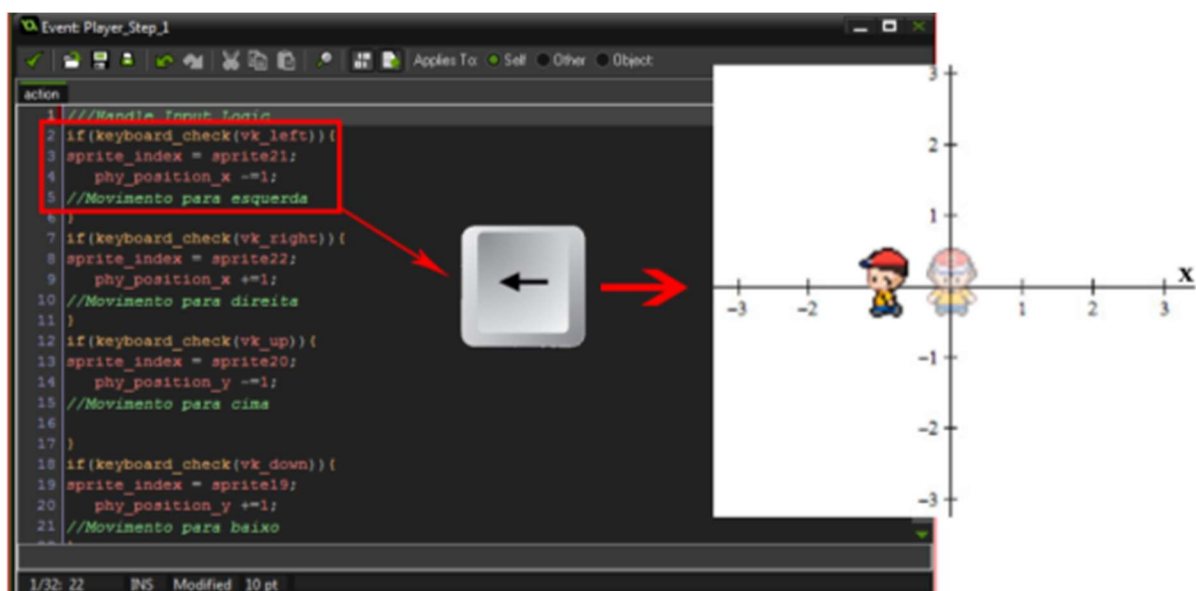 Event: Player_Step_1
Applies To: Self Other Object:
action
1 ///Handle Input Logic
2 if(keyboard_check(vk_left)){
3 sprite_index = sprite21;
4 phy_position_x -=1;
5 //Movimento para esquerda
6 }
7 if(keyboard_check(vk_right)){
8 sprite_index = sprite22;
9 phy_position_x +=1;
10 //Movimento para direita
11 }
12 if(keyboard_check(vk_up)){
13 sprite_index = sprite20;
14 phy_position_y -=1;
15 //Movimento para cima
16
17 }
18 if(keyboard_check(vk_down)){
19 sprite_index = sprite19;
20 phy_position_y +=1;
21 //Movimento para baixo
1/32: 22 INS Modified 10 pt
3
2
1
x
-3 -2 1 2 3
-1
-2
-3